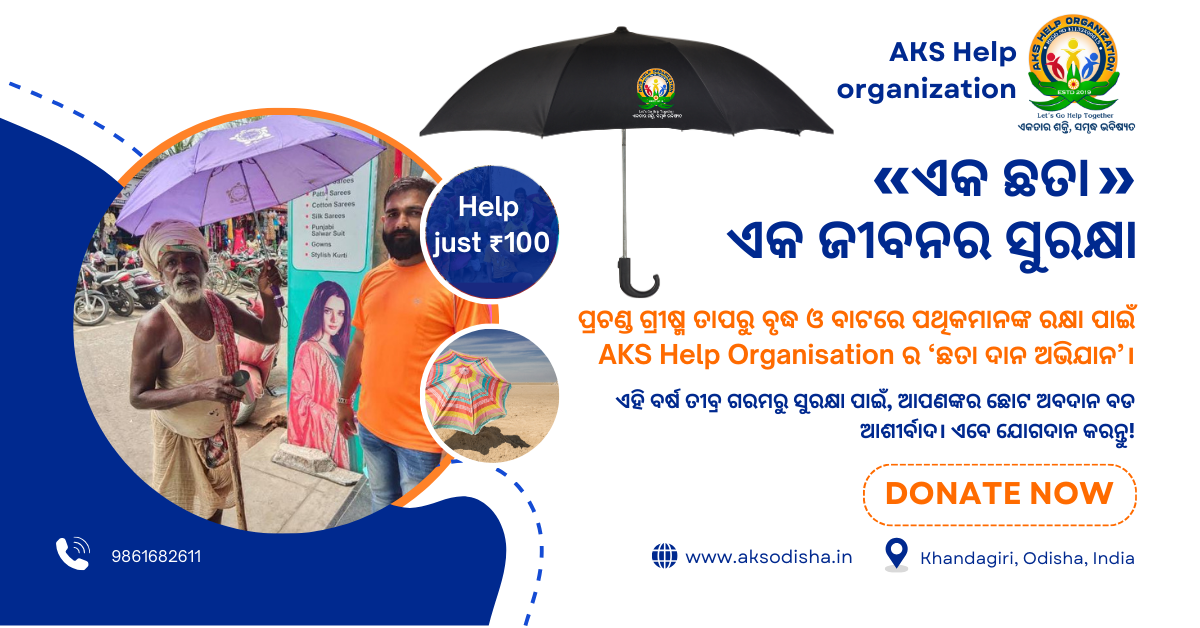 AKS Help
organization
AKS HELP ORGANIZATION
ESTD 2019
Let's Go Help Together
ଏକତାର ଶକ୍ତି, ସମୃଦ୍ଧ ଭବିଷ୍ୟତ
«ଏକ ଛତା»
ଏକ ଜୀବନର ସୁରକ୍ଷା
Help
just ₹100
Sarees
Cotton Sarees
Silk Sarees
Punjabi
Salwar Suit
Gowns
Stylish Kurti
ପ୍ରଚଣ୍ଡ ଗ୍ରୀଷ୍ମ ତାପରୁ ବୃଦ୍ଧ ଓ ବାଟରେ ପଥିକମାନଙ୍କ ରକ୍ଷା ପାଇଁ
AKS Help Organisation ର ‘ଛତା ଦାନ ଅଭିଯାନ’।
ଏହି ବର୍ଷ ତୀବ୍ର ଗରମରୁ ସୁରକ୍ଷା ପାଇଁ, ଆପଣଙ୍କର ଛୋଟ ଅବଦାନ ବଡ
ଆଶୀର୍ବାଦ। ଏବେ ଯୋଗଦାନ କରନ୍ତୁ!
DONATE NOW
9861682611
www.aksodisha.in
Khandagiri, Odisha, India